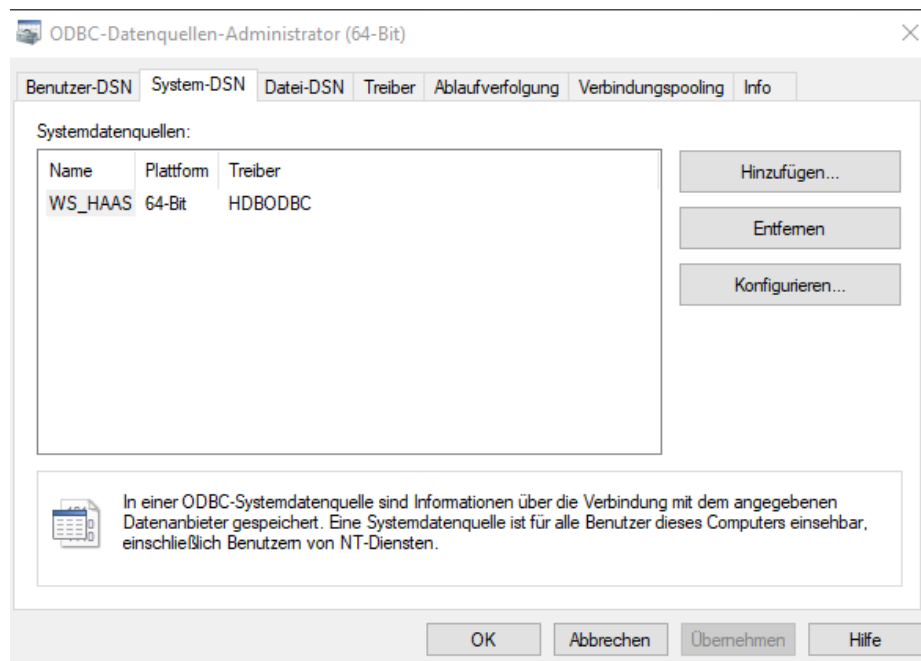 ODBC-Datenquellen-Administrator (64-Bit)
Benutzer-DSN System-DSN Datei-DSN Treiber Ablaufverfolgung Verbindungspooling Info
Systemdatenquellen:
Name Plattform Treiber
WS_HAAS 64-Bit HDBODBC
Hinzufügen...
Entfernen
Konfigurieren...
In einer ODBC-Systemdatenquelle sind Informationen über die Verbindung mit dem angegebenen
Datenanbieter gespeichert. Eine Systemdatenquelle ist für alle Benutzer dieses Computers einsehbar,
einschließlich Benutzern von NT-Diensten.
OK Abbrechen Übernehmen Hilfe